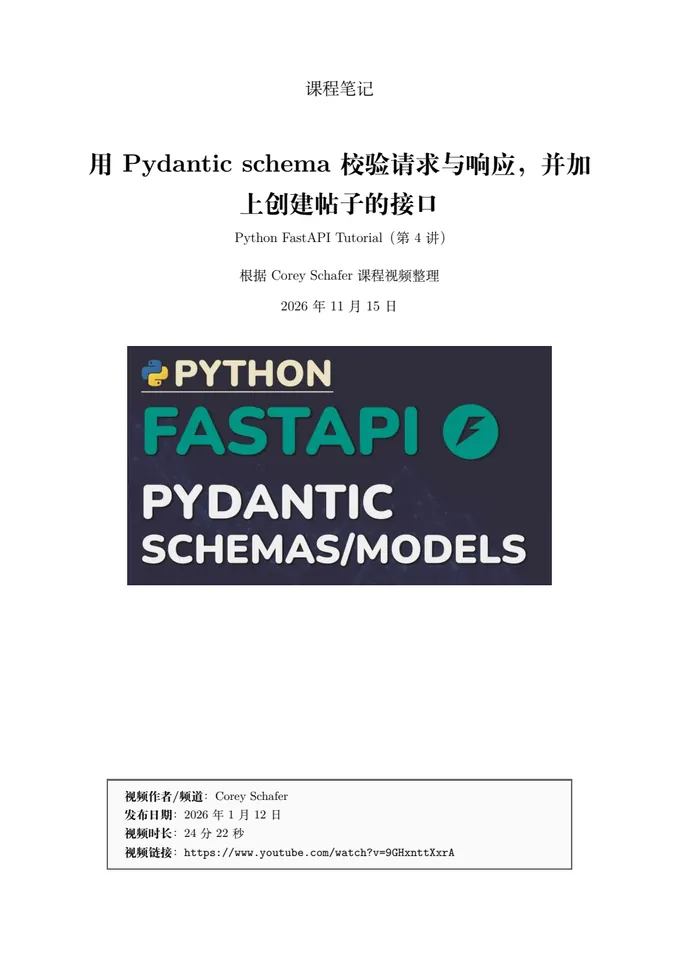 课程笔记
用 Pydantic schema 校验请求与响应，并加
上创建帖子的接口
Python FastAPI Tutorial（第 4 讲）
根据 Corey Schafer 课程视频整理
2026 年 11 月 15 日
PYTHON
FASTAPI
PYDANTIC
SCHEMAS/MODELS
视频作者/频道：Corey Schafer
发布日期：2026 年 1 月 12 日
视频时长：24 分 22 秒
视频链接：https://www.youtube.com/watch?v=9GHxnttXxrA